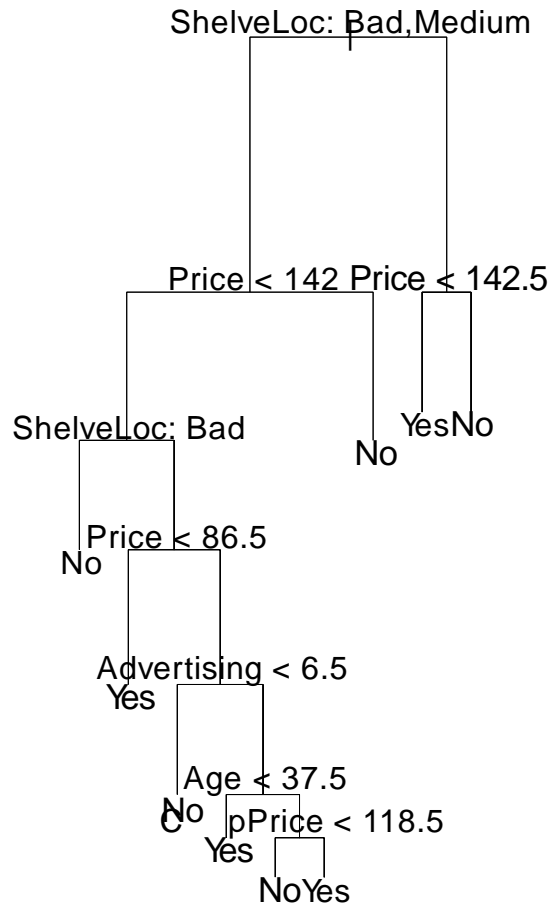 ShelveLoc: Bad,Medium
Price < 142 Price < 142.5
Yes No
ShelveLoc: Bad
No
Price < 86.5
No
Advertising < 6.5
Yes
Age < 37.5
No
C pPrice < 118.5
Yes
No Yes